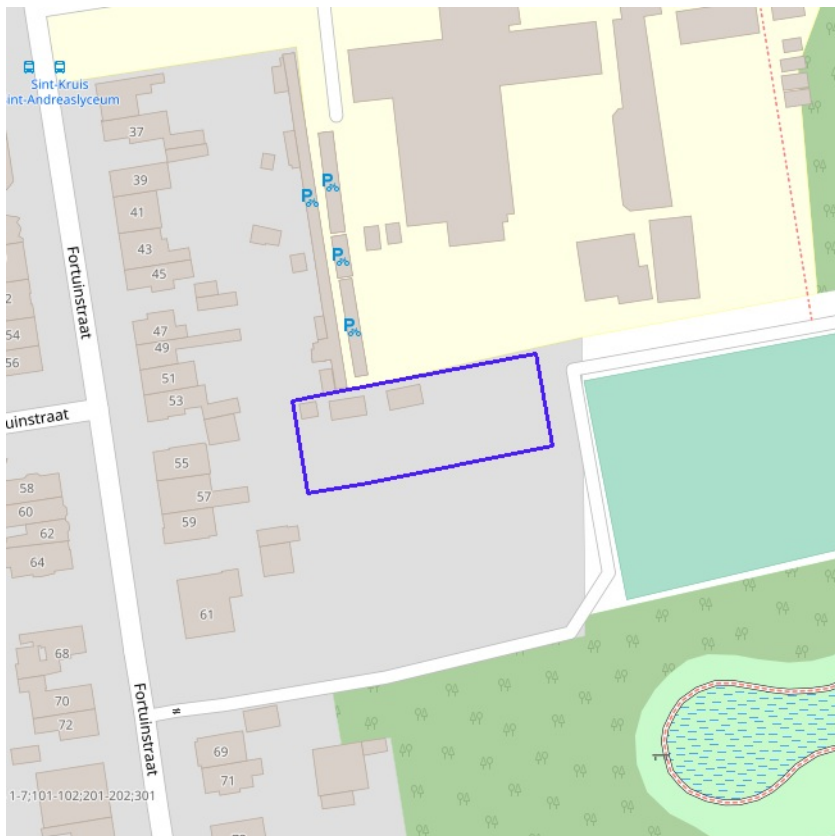 Sint-Kruis
int-Andreaslyceum
37
39
41
43
45
Fortuinstraat
2
54
56
47
49
51
53
uinstraat
55
57
59
58
60
62
64
61
68
70
72
Fortuinstraat
69
71
1-7;101-102;201-202;301
P
P
P
P